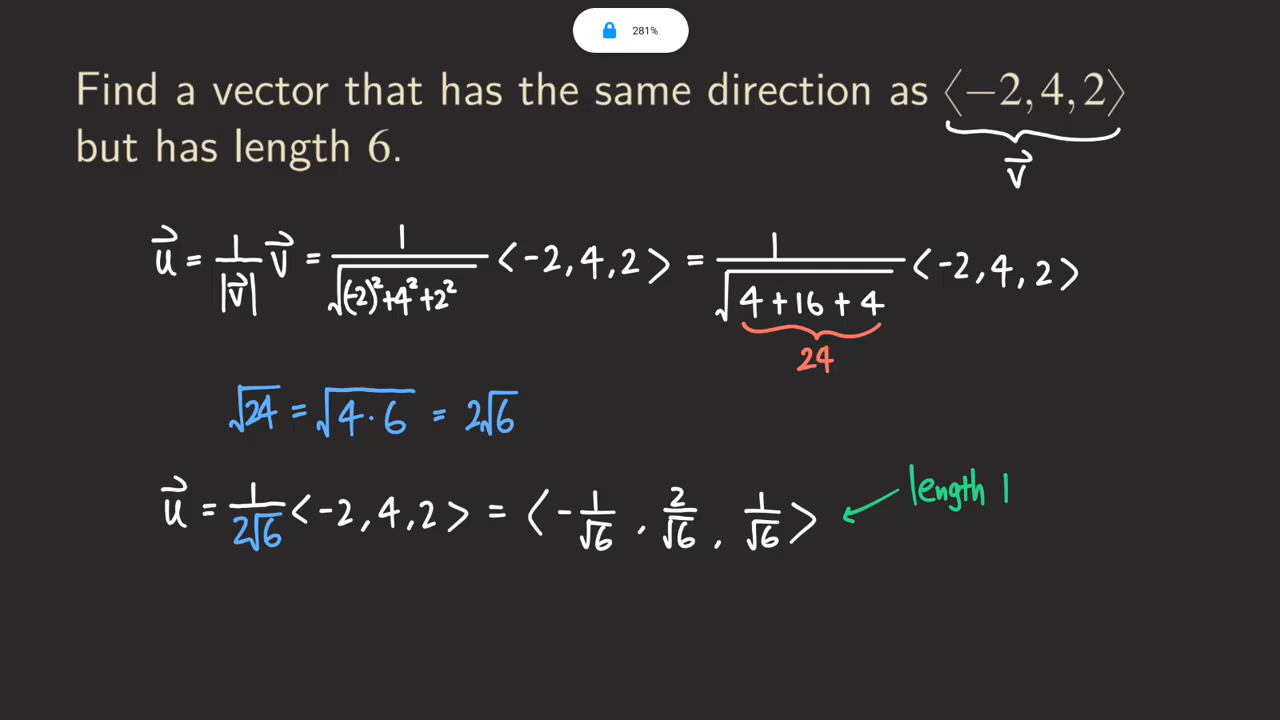 281%
Find a vector that has the same direction as ⟨−2, 4, 2⟩
but has length 6.
v⃗
u⃗ = 1/|v⃗| v⃗ = 1/√((-2)²+4²+2²) <-2, 4, 2> = 1/√(4+16+4) <-2, 4, 2>
24
√24 = √(4·6) = 2√6
length 1
u⃗ = 1/(2√6) <-2, 4, 2> = <-1/√6, 2/√6, 1/√6>